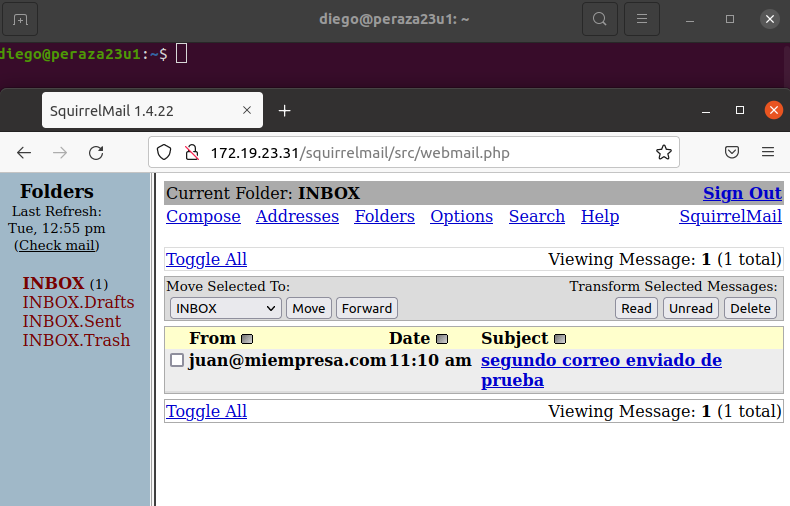 diego@peraza23u1: ~
diego@peraza23u1:~$
SquirrelMail 1.4.22
172.19.23.31/squirrelmail/src/webmail.php
Folders
Last Refresh:
Tue, 12:55 pm
(Check mail)
INBOX (1)
INBOX.Drafts
INBOX.Sent
INBOX.Trash
Current Folder: INBOX Sign Out
Compose Addresses Folders Options Search Help SquirrelMail
Toggle All Viewing Message: 1 (1 total)
Move Selected To: Transform Selected Messages:
INBOX Move Forward Read Unread Delete
From Date Subject
juan@miempresa.com 11:10 am segundo correo enviado de
prueba
Toggle All Viewing Message: 1 (1 total)